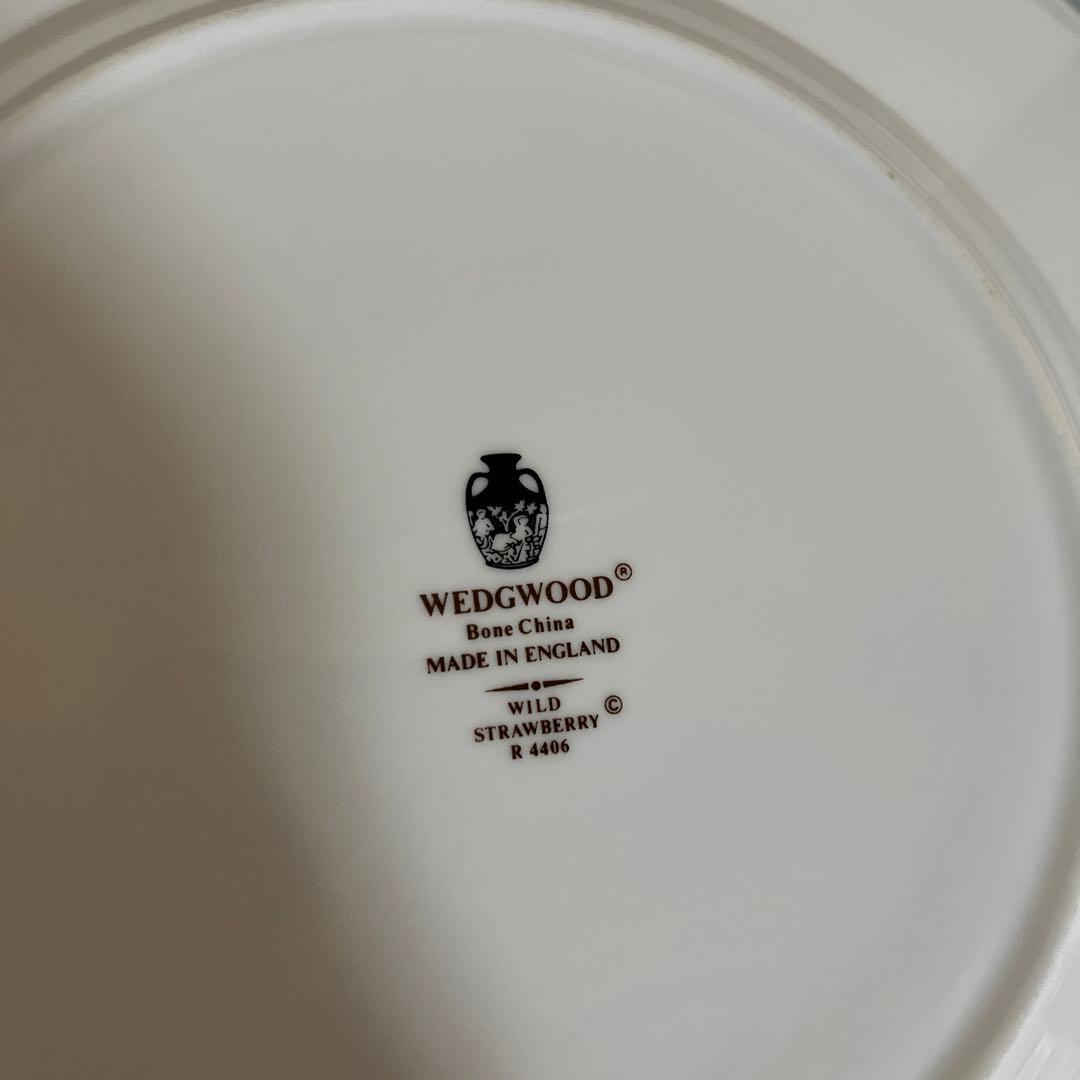 WEDGWOOD®
Bone China
MADE IN ENGLAND
WILD ©
STRAWBERRY
R 4406